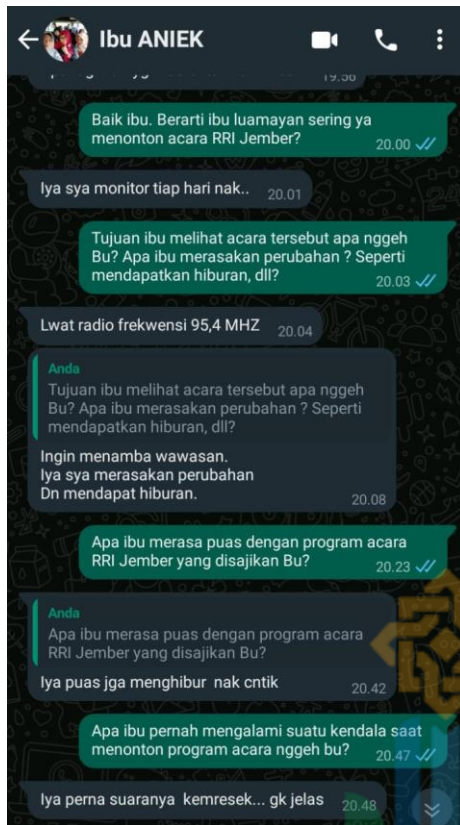 Ibu ANIEK
19.56
Baik ibu. Berarti ibu luamayan sering ya
menonton acara RRI Jember?
20.00
Iya sya monitor tiap hari nak..
20.01
Tujuan ibu melihat acara tersebut apa nggeh
Bu? Apa ibu merasakan perubahan ? Seperti
mendapatkan hiburan, dll?
20.03
Lwat radio frekwensi 95,4 MHZ
20.04
Anda
Tujuan ibu melihat acara tersebut apa nggeh
Bu? Apa ibu merasakan perubahan ? Seperti
mendapatkan hiburan, dll?
Ingin menamba wawasan.
Iya sya merasakan perubahan
Dn mendapat hiburan.
20.08
Apa ibu merasa puas dengan program acara
RRI Jember yang disajikan Bu?
20.23
Anda
Apa ibu merasa puas dengan program acara
RRI Jember yang disajikan Bu?
Iya puas jga menghibur nak cntik
20.42
Apa ibu pernah mengalami suatu kendala saat
menonton program acara nggeh bu?
20.47
Iya perna suaranya kemresek... gk jelas
20.48